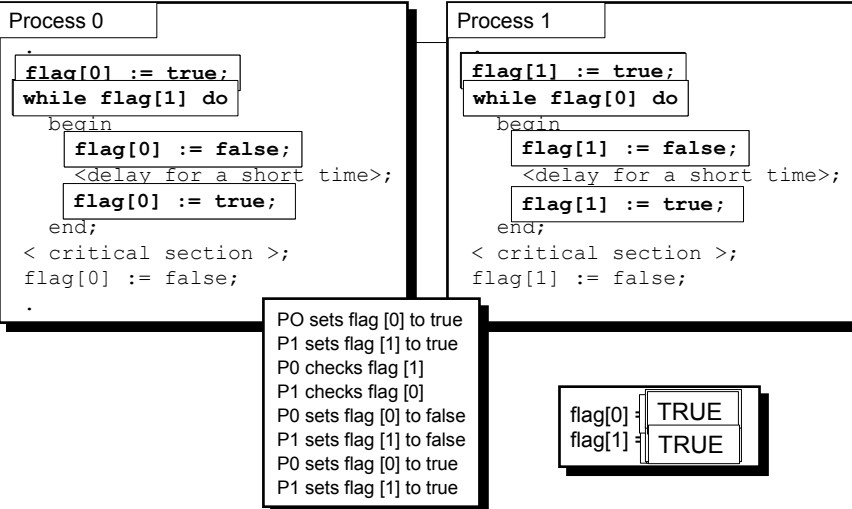 Process 0
.
flag[0] := true;
while flag[1] do
begin
flag[0] := false;
<delay for a short time>;
flag[0] := true;
end;
< critical section >;
flag[0] := false;
.
Process 1
.
flag[1] := true;
while flag[0] do
begin
flag[1] := false;
<delay for a short time>;
flag[1] := true;
end;
< critical section >;
flag[1] := false;
PO sets flag [0] to true
P1 sets flag [1] to true
P0 checks flag [1]
P1 checks flag [0]
P0 sets flag [0] to false
P1 sets flag [1] to false
P0 sets flag [0] to true
P1 sets flag [1] to true
flag[0] = TRUE
flag[1] = TRUE